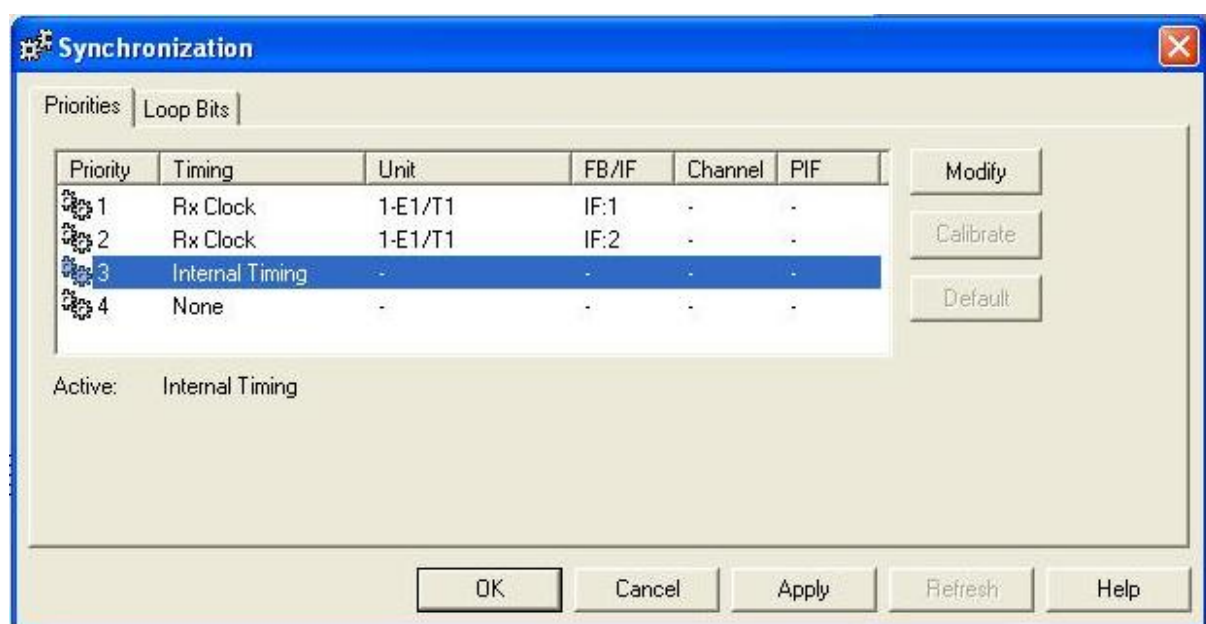 Synchronization
Priorities Loop Bits
Priority Timing Unit FB/IF Channel PIF Modify
1 Rx Clock 1-E1/T1 IF:1 - -
2 Rx Clock 1-E1/T1 IF:2 - - Calibrate
3 Internal Timing - - - -
4 None - - - - Default
Active: Internal Timing
OK Cancel Apply Refresh Help